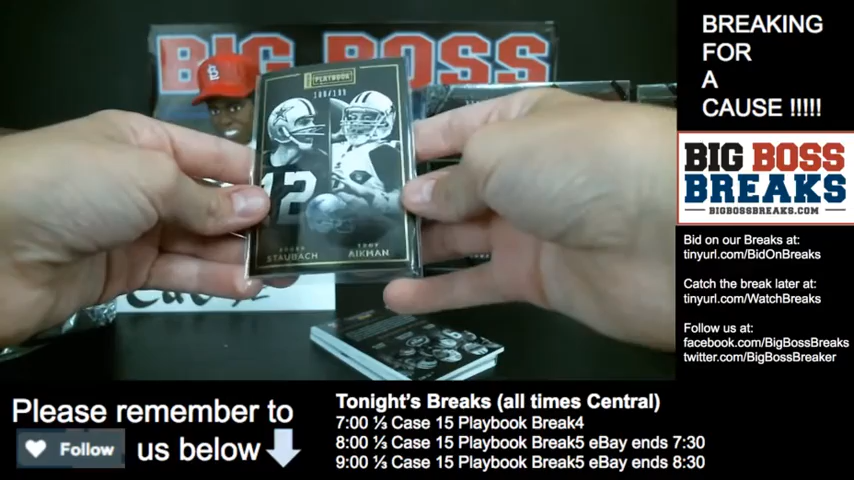 BIG BOSS
PLAYBOOK
12
ROGER
STAUBACH
TROY
AIKMAN
BREAKING
FOR
A
CAUSE !!!!!
BIG BOSS
BREAKS
BIGBOSSBREAKS.COM
Bid on our Breaks at:
tinyurl.com/BidOnBreaks
Catch the break later at:
tinyurl.com/WatchBreaks
Follow us at:
facebook.com/BigBossBreaks
twitter.com/BigBossBreaker
Please remember to
Follow us below
Tonight's Breaks (all times Central)
7:00 ⅓ Case 15 Playbook Break4
8:00 ⅓ Case 15 Playbook Break5 eBay ends 7:30
9:00 ⅓ Case 15 Playbook Break5 eBay ends 8:30